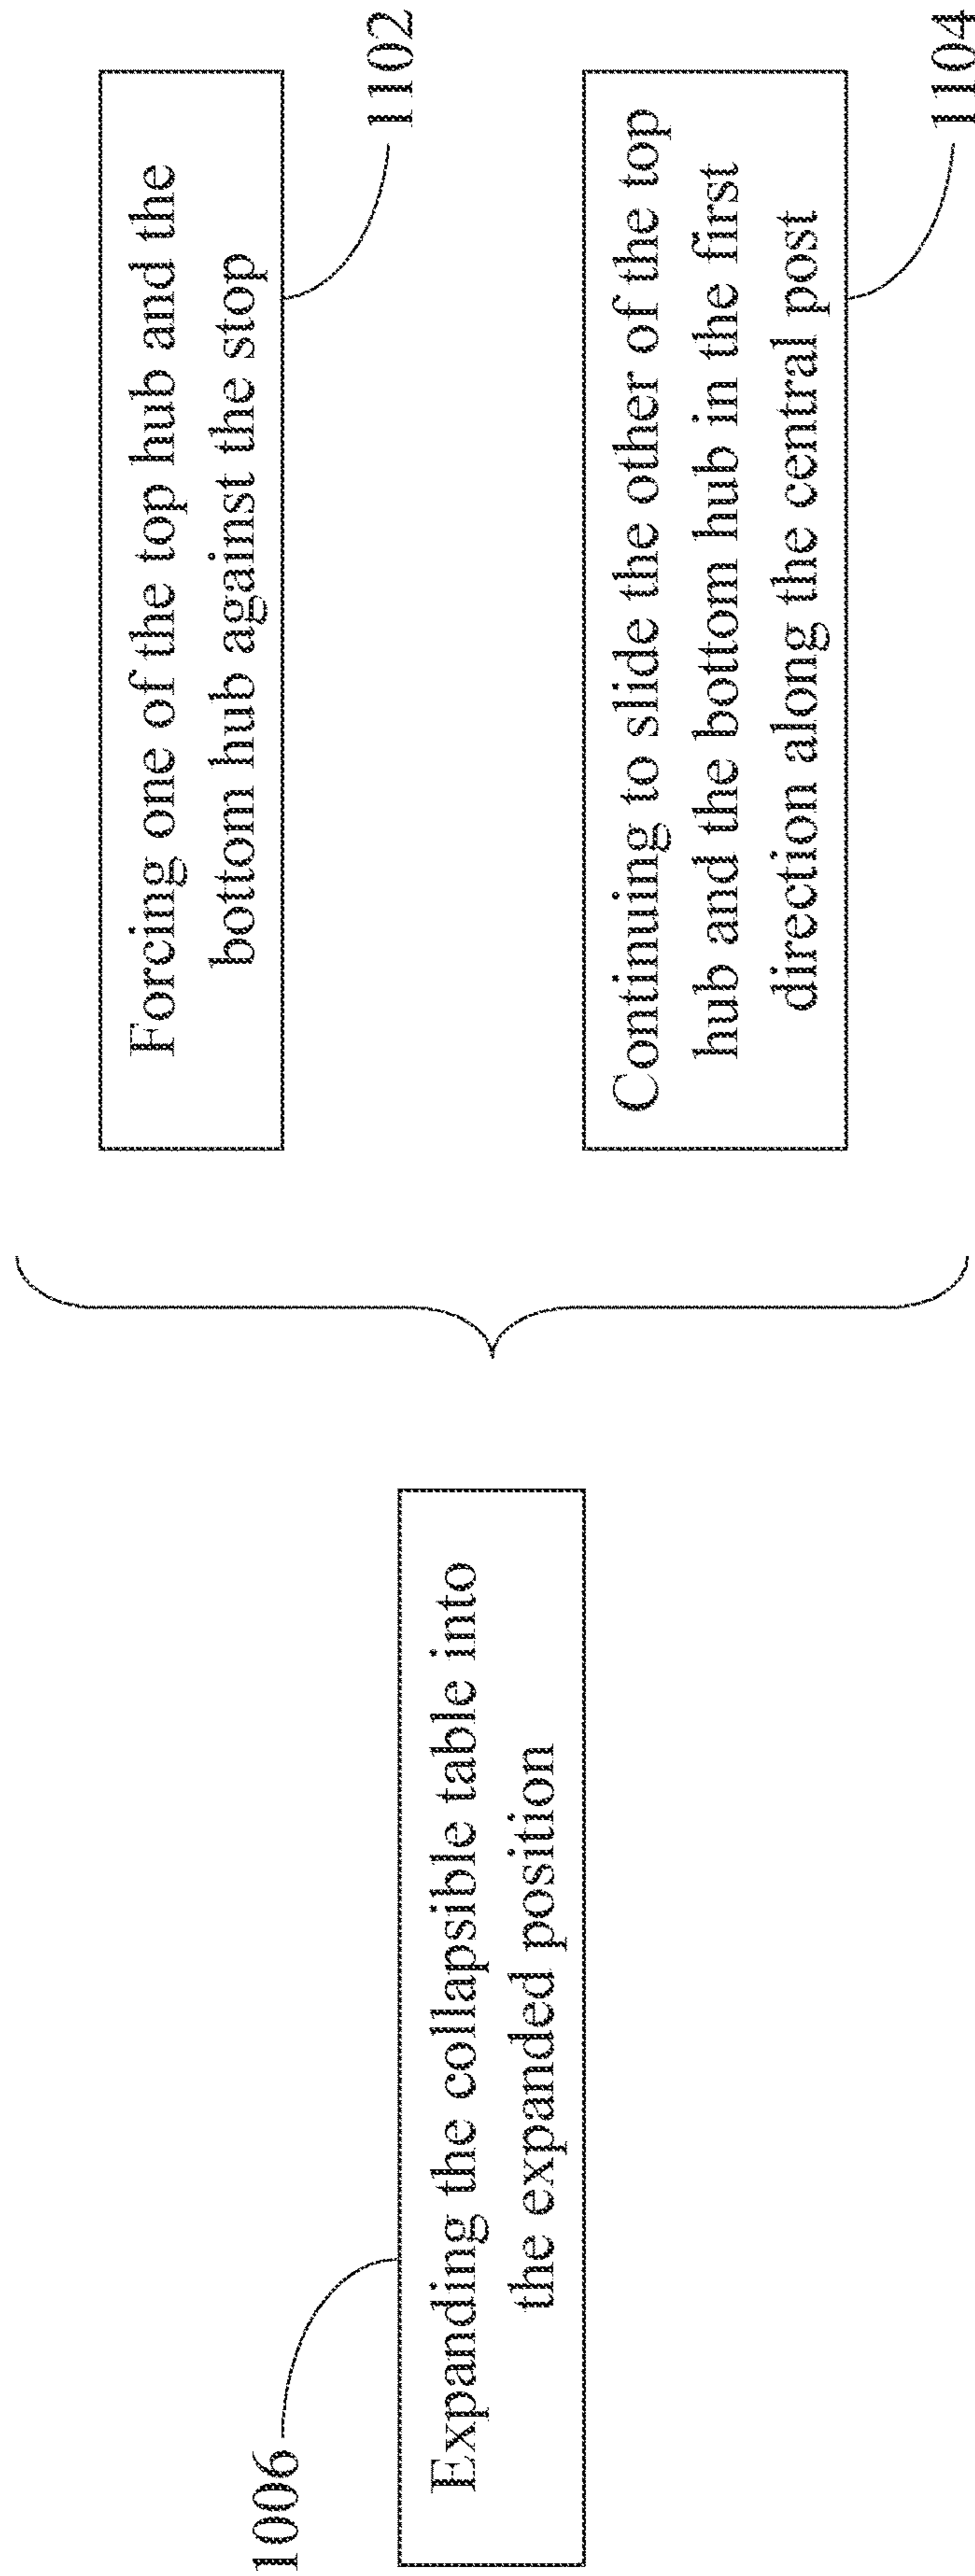 1006
Expanding the collapsible table into
the expanded position
Forcing one of the top hub and the
bottom hub against the stop
1102
Continuing to slide the other of the top
hub and the bottom hub in the first
direction along the central post
1104